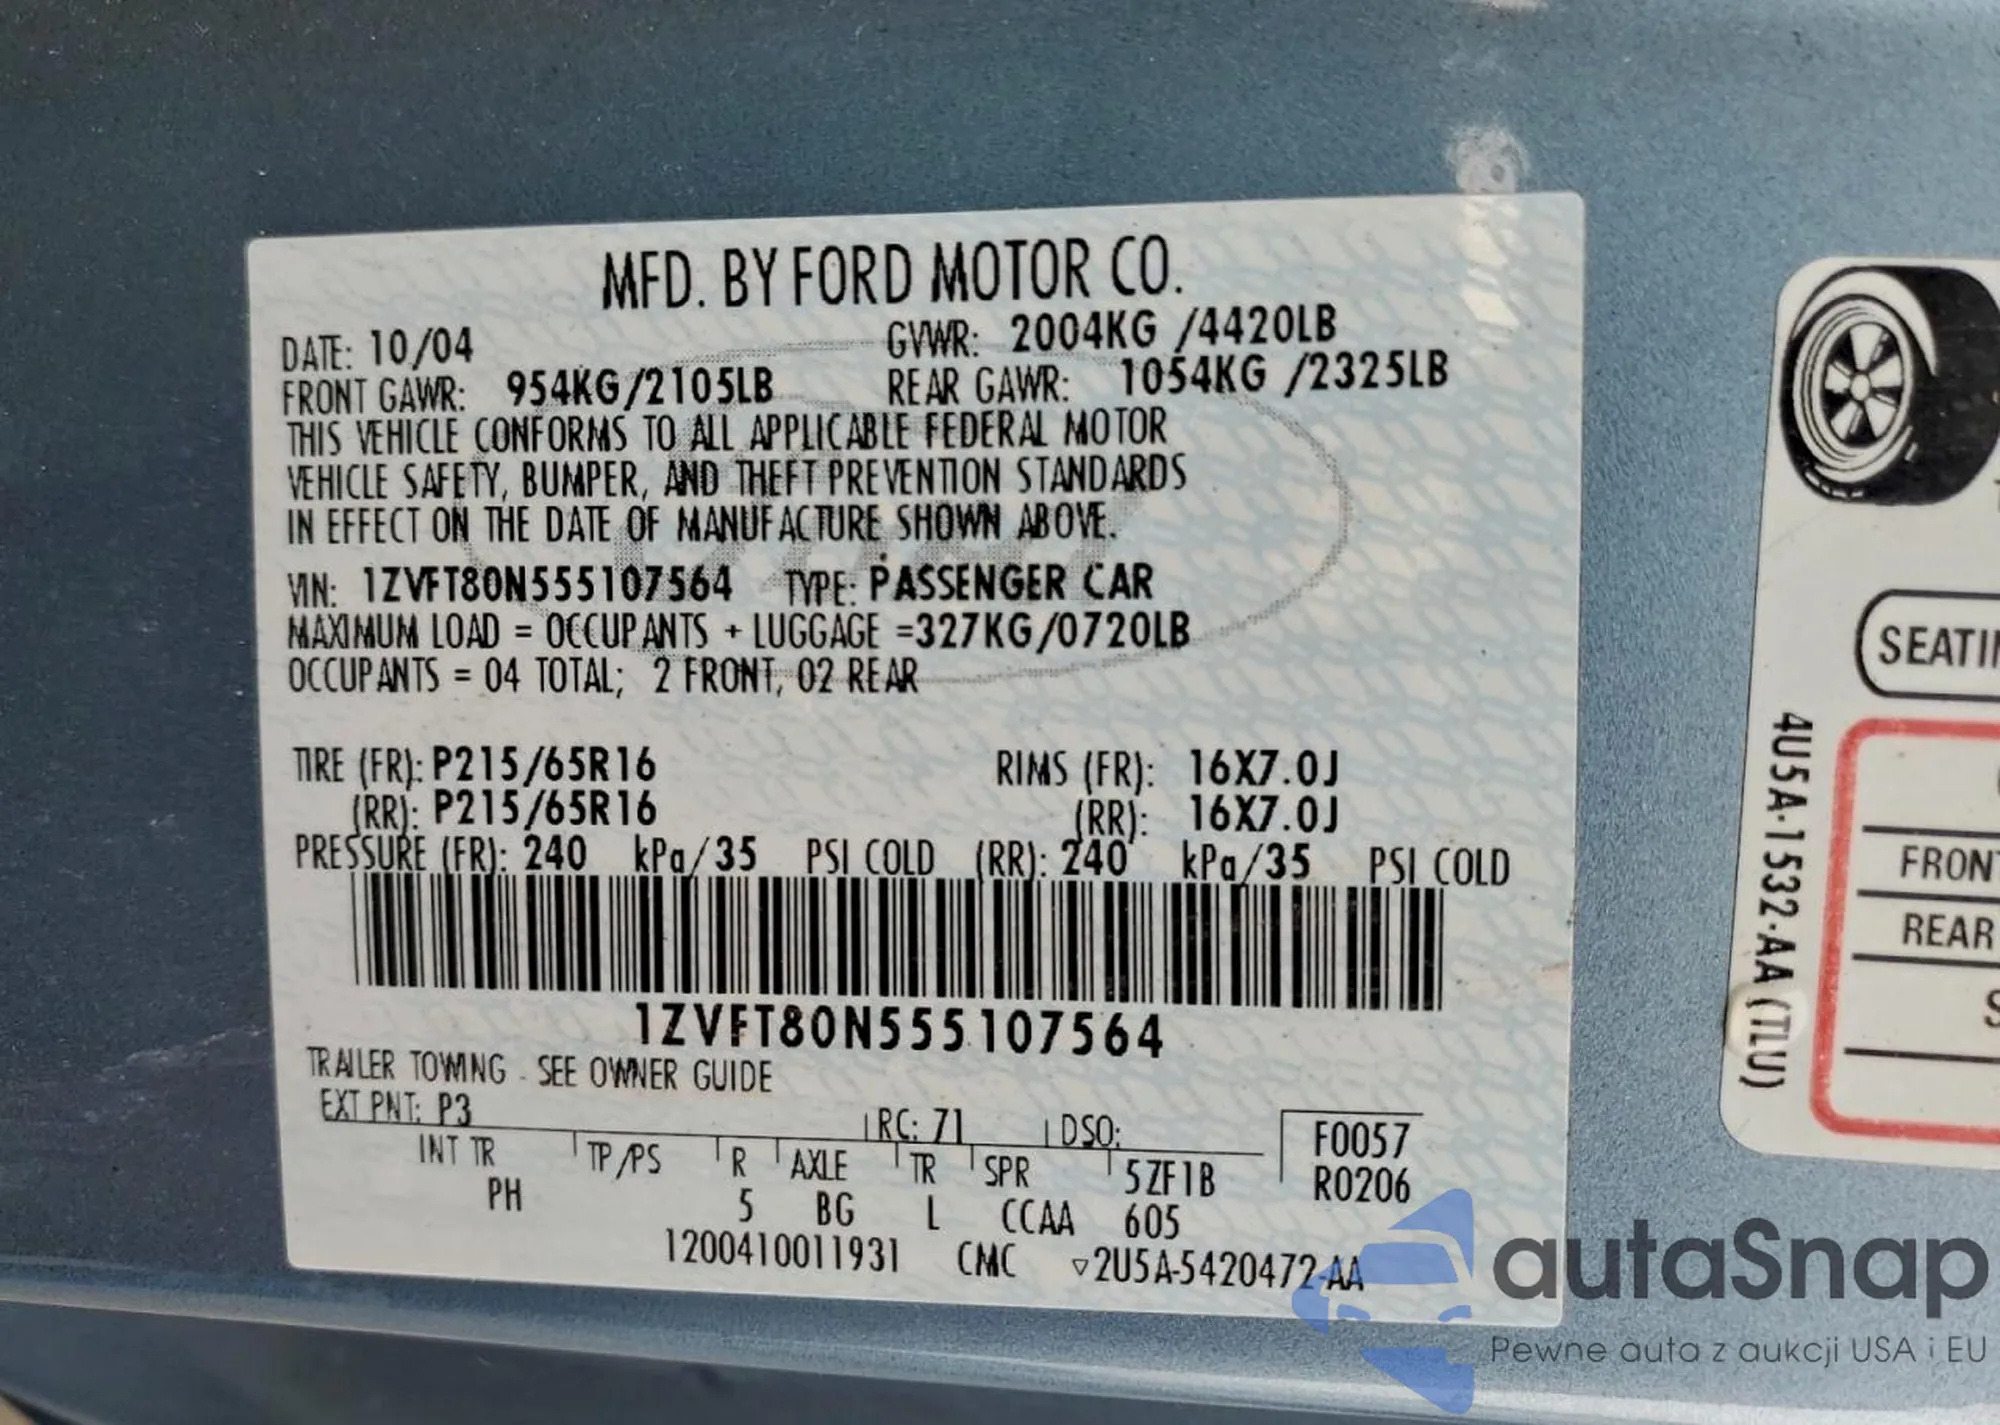 MFD. BY FORD MOTOR CO.
DATE: 10/04 GVWR: 2004KG /4420LB
FRONT GAWR: 954KG/2105LB REAR GAWR: 1054KG /2325LB
THIS VEHICLE CONFORMS TO ALL APPLICABLE FEDERAL MOTOR
VEHICLE SAFETY, BUMPER, AND THEFT PREVENTION STANDARDS
IN EFFECT ON THE DATE OF MANUFACTURE SHOWN ABOVE.
VIN: 1ZVFT80N555107564 TYPE: PASSENGER CAR
MAXIMUM LOAD = OCCUPANTS + LUGGAGE =327KG/0720LB
OCCUPANTS = 04 TOTAL; 2 FRONT, 02 REAR
TIRE (FR): P215/65R16 RIMS (FR): 16X7.0J
(RR): P215/65R16 (RR): 16X7.0J
PRESSURE (FR): 240 kPa/35 PSI COLD (RR): 240 kPa/35 PSI COLD
1ZVFT80N555107564
TRAILER TOWING - SEE OWNER GUIDE
EXT PNT: P3 RC: 71 DSO: F0057
INT TR TP/PS R AXLE TR SPR 5ZF1B R0206
PH 5 BG L CCAA 605
1200410011931 CMC ▽2U5A-5420472-AA
4U5A-1532-AA (TLU)
FRONT
REAR
autaSnap
Pewne auta z aukcji USA i EU